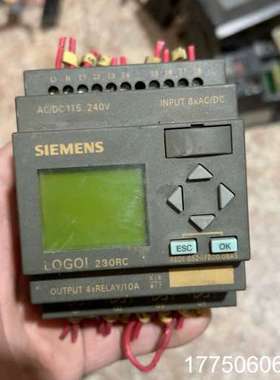 AC/DC 115...240V
INPUT 8xAC/DC
SIEMENS
ESC
OK
LOGO! 230RC
OUTPUT 4xRELAY/10A
17750606